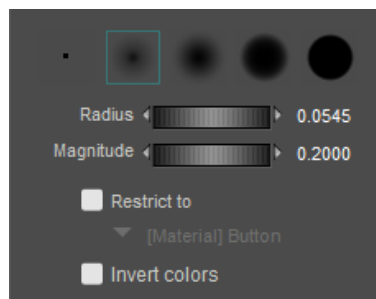 Radius 0.0545
Magnitude 0.2000
Restrict to
[Material] Button
Invert colors